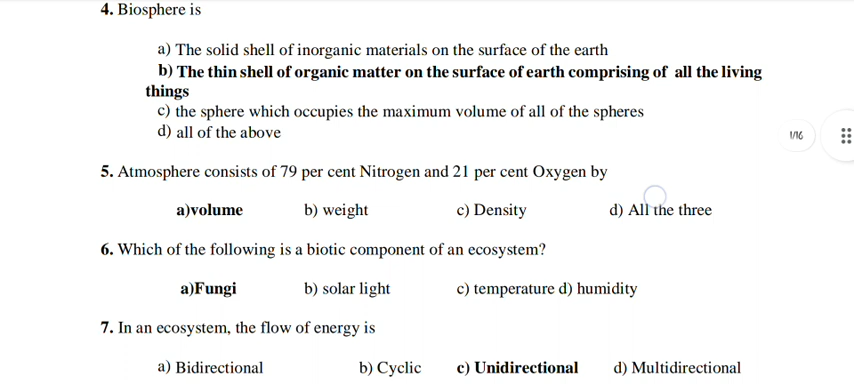 4. Biosphere is
a) The solid shell of inorganic materials on the surface of the earth
b) The thin shell of organic matter on the surface of earth comprising of all the living
things
c) the sphere which occupies the maximum volume of all of the spheres
d) all of the above
1/16
5. Atmosphere consists of 79 per cent Nitrogen and 21 per cent Oxygen by
a)volume b) weight c) Density d) All the three
6. Which of the following is a biotic component of an ecosystem?
a)Fungi b) solar light c) temperature d) humidity
7. In an ecosystem, the flow of energy is
a) Bidirectional b) Cyclic c) Unidirectional d) Multidirectional